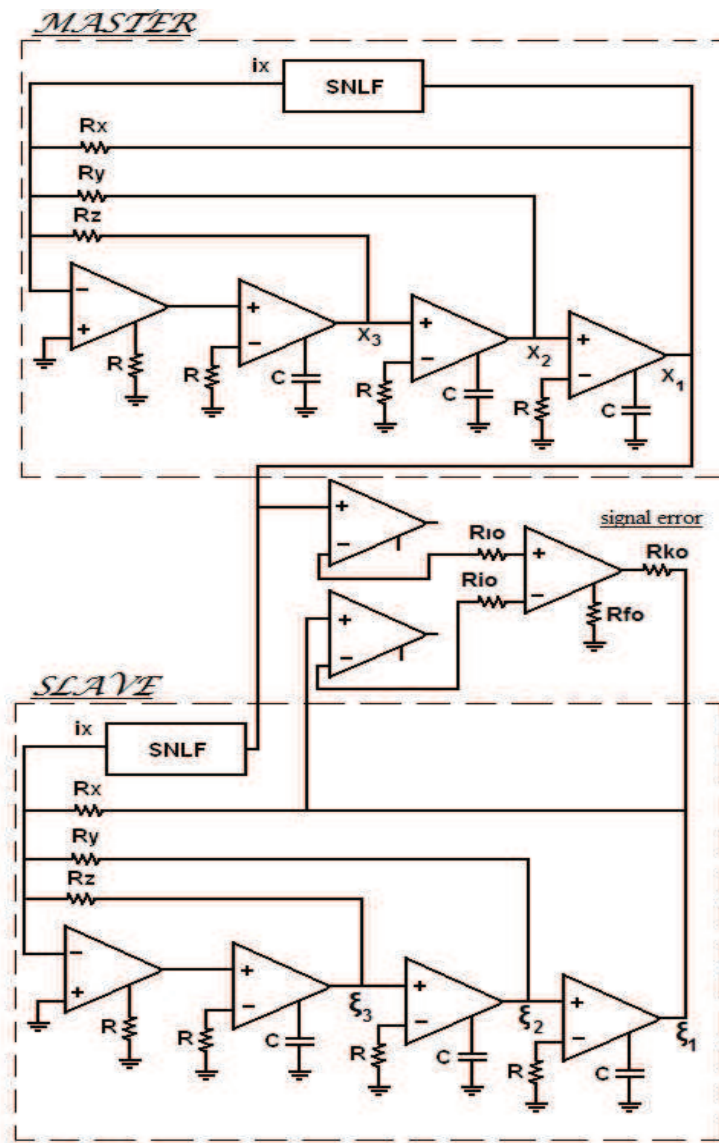 MASTER
ix
SNLF
Rx
Ry
Rz
−
+
R
+
−
R
C
X3
+
−
R
C
X2
+
−
R
C
X1
+
−
Rio
signal error
+
−
Rko
Rio
Rfo
+
−
SLAVE
ix
SNLF
Rx
Ry
Rz
−
+
R
+
−
R
C
ξ3
+
−
R
C
ξ2
+
−
R
C
ξ1